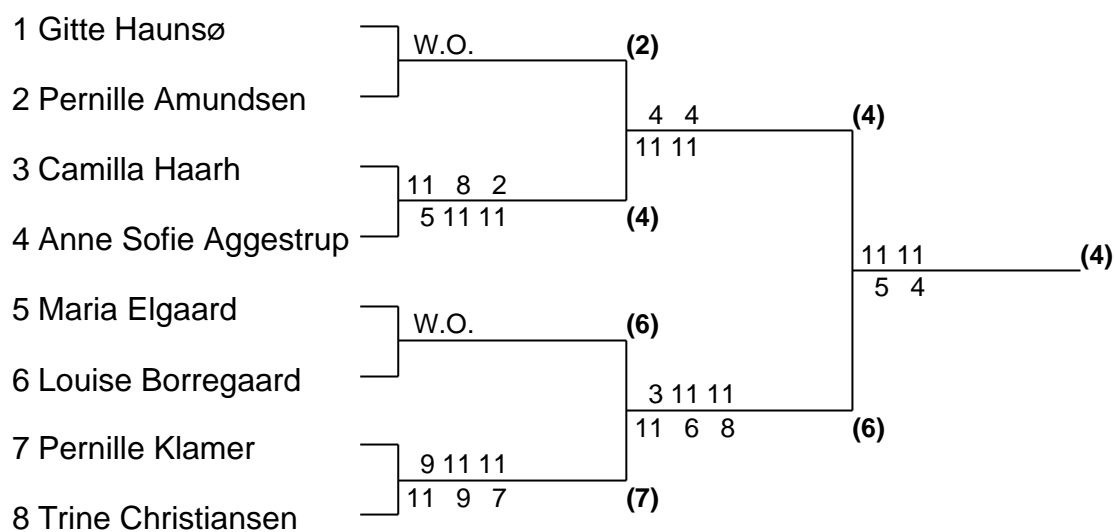 1 Gitte Haunsø
W.O. (2)
2 Pernille Amundsen
4 4 (4)
11 11
3 Camilla Haarh
11 8 2
5 11 11 (4)
4 Anne Sofie Aggestrup
11 11 (4)
5 4
5 Maria Elgaard
W.O. (6)
6 Louise Borregaard
3 11 11
11 6 8 (6)
7 Pernille Klamer
9 11 11
11 9 7 (7)
8 Trine Christiansen